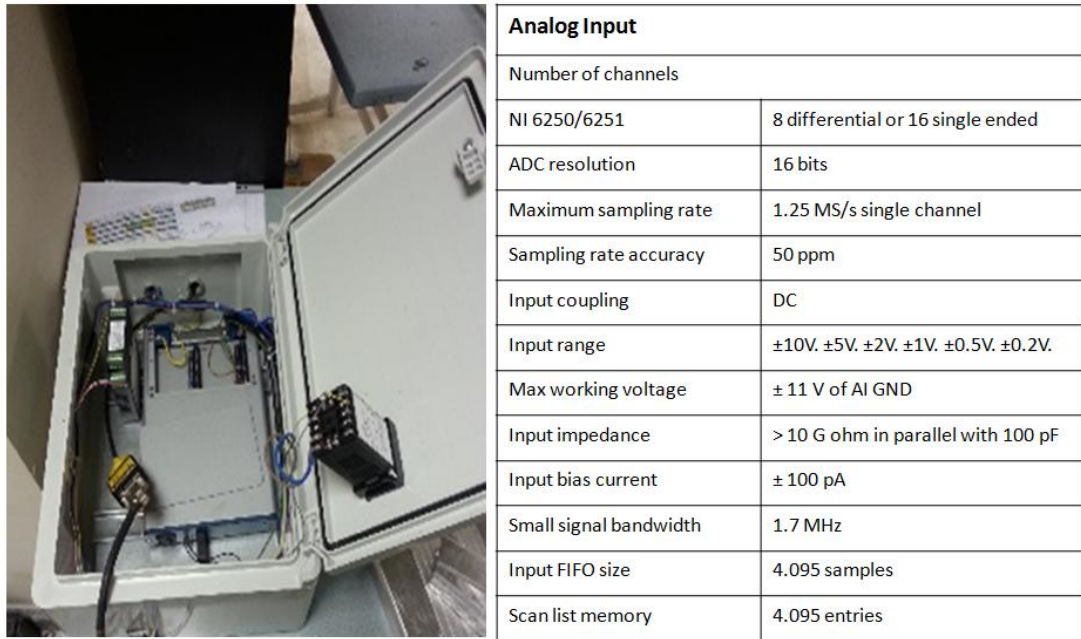 Analog Input
Number of channels
NI 6250/6251 8 differential or 16 single ended
ADC resolution 16 bits
Maximum sampling rate 1.25 MS/s single channel
Sampling rate accuracy 50 ppm
Input coupling DC
Input range ±10V. ±5V. ±2V. ±1V. ±0.5V. ±0.2V.
Max working voltage ± 11 V of AI GND
Input impedance > 10 G ohm in parallel with 100 pF
Input bias current ± 100 pA
Small signal bandwidth 1.7 MHz
Input FIFO size 4.095 samples
Scan list memory 4.095 entries